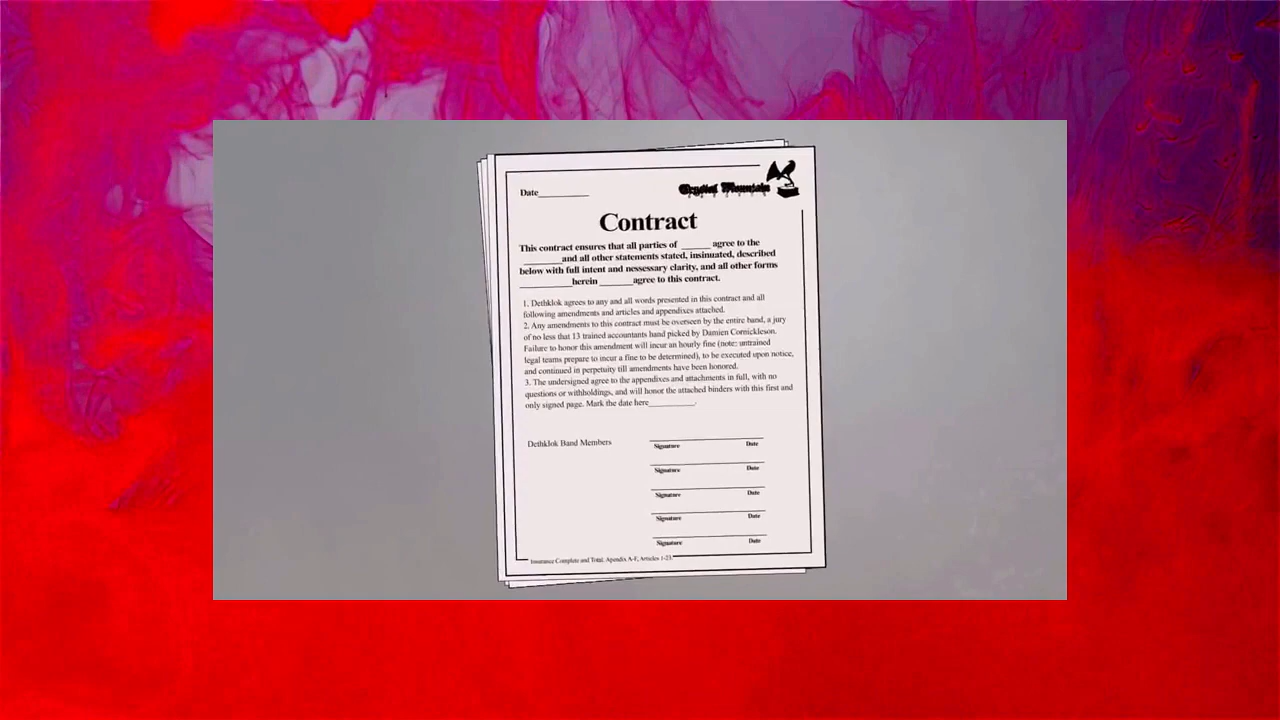 Date_________ Crystal Mountain
Contract
This contract ensures that all parties of ______ agree to the
________and all other statements stated, insinuated, described
below with full intent and nessessary clarity, and all other forms
___________herein _______agree to this contract.
1. Dethklok agrees to any and all words presented in this contract and all
following amendments and articles and appendixes attached.
2. Any amendments to this contract must be overseen by the entire band, a jury
of no less that 13 trained accountants hand picked by Damien Cornickleson.
Failure to honor this amendment will incur an hourly fine (note: untrained
legal teams prepare to incur a fine to be determined), to be executed upon notice,
and continued in perpetuity till amendments have been honored.
3. The undersigned agree to the appendixes and attachments in full, with no
questions or withholdings, and will honor the attached binders with this first and
only signed page. Mark the date here___________.
Dethklok Band Members
Signature Date
Signature Date
Signature Date
Signature Date
Signature Date
Insurance Complete and Total, Apendix A-F, Articles 1-23